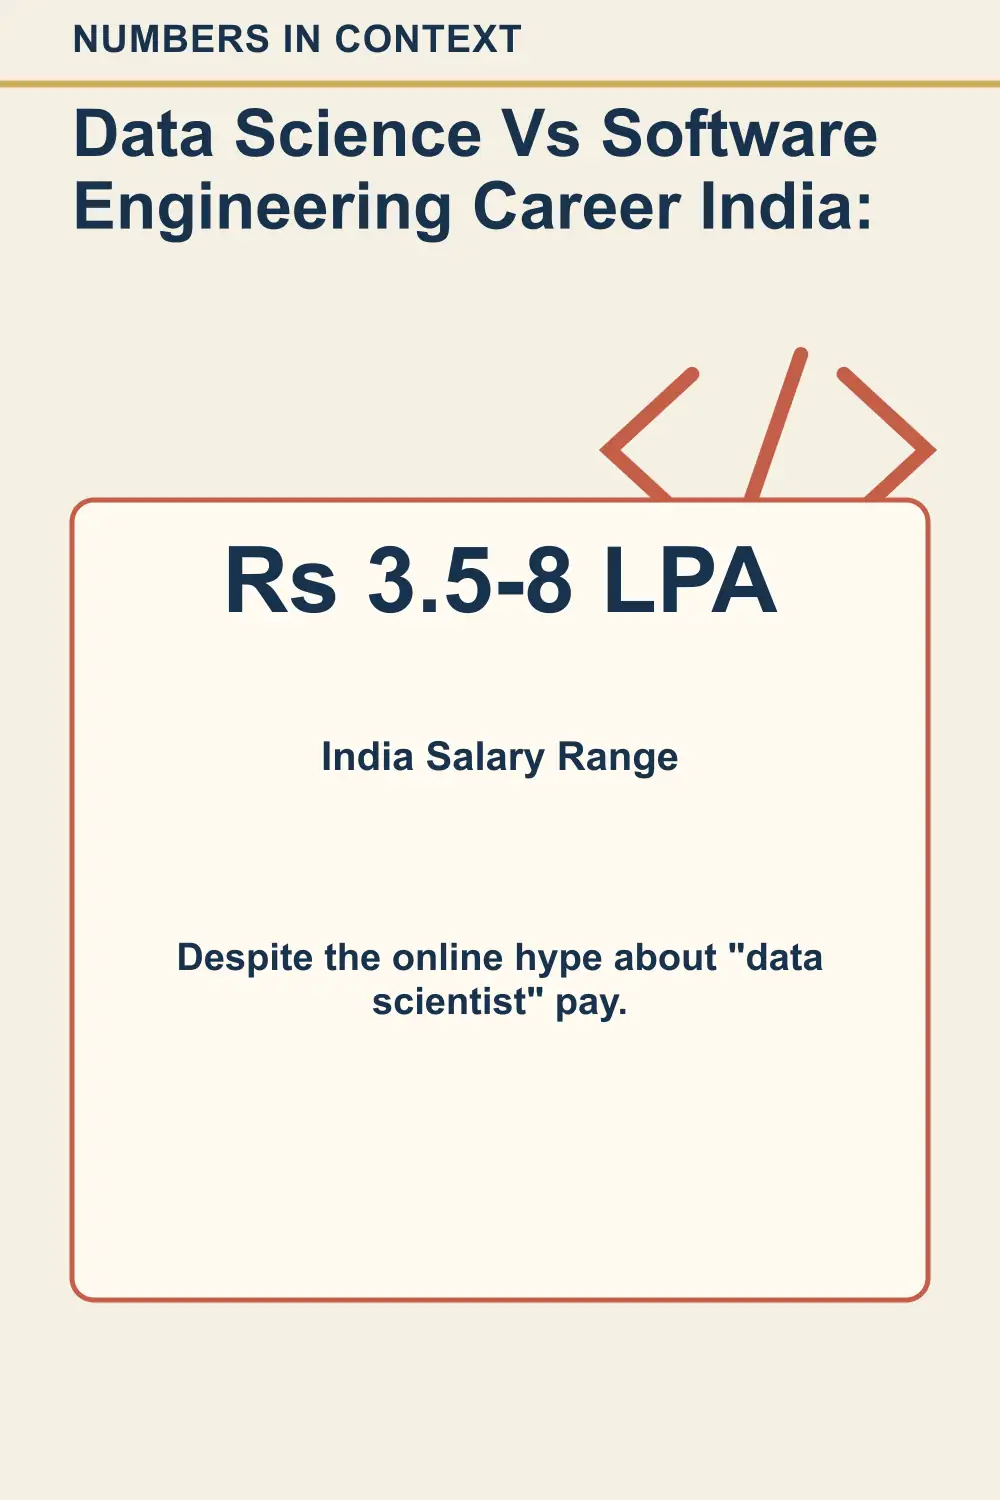 NUMBERS IN CONTEXT
Data Science Vs Software
Engineering Career India:
Rs 3.5-8 LPA
India Salary Range
Despite the online hype about "data
scientist" pay.